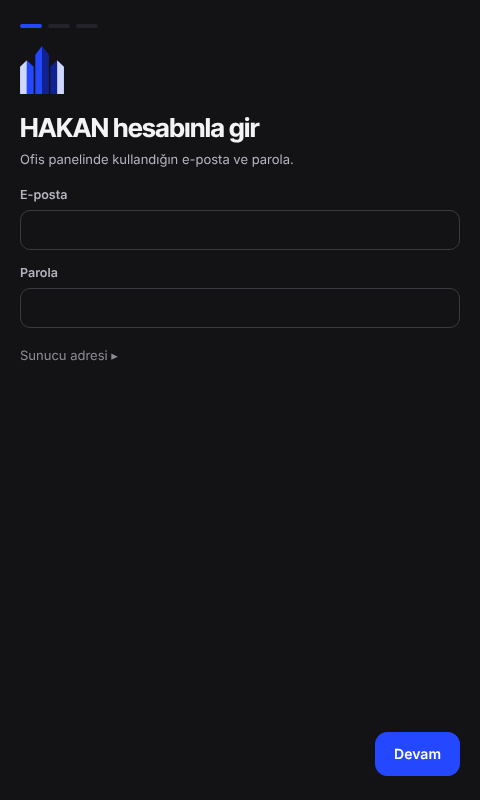 HAKAN hesabınla gir
Ofis panelinde kullandığın e-posta ve parola.
E-posta
Parola
Sunucu adresi ▸
Devam